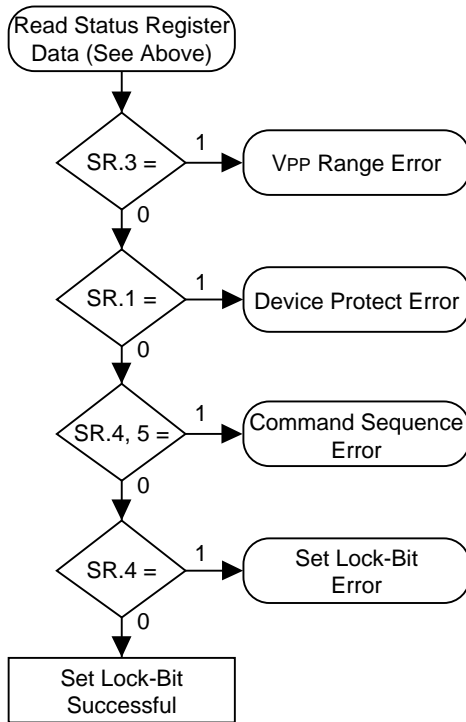 Read Status Register
Data (See Above)
SR.3 =
1
VPP Range Error
0
SR.1 =
1
Device Protect Error
0
SR.4, 5 =
1
Command Sequence
Error
0
SR.4 =
1
Set Lock-Bit
Error
0
Set Lock-Bit
Successful